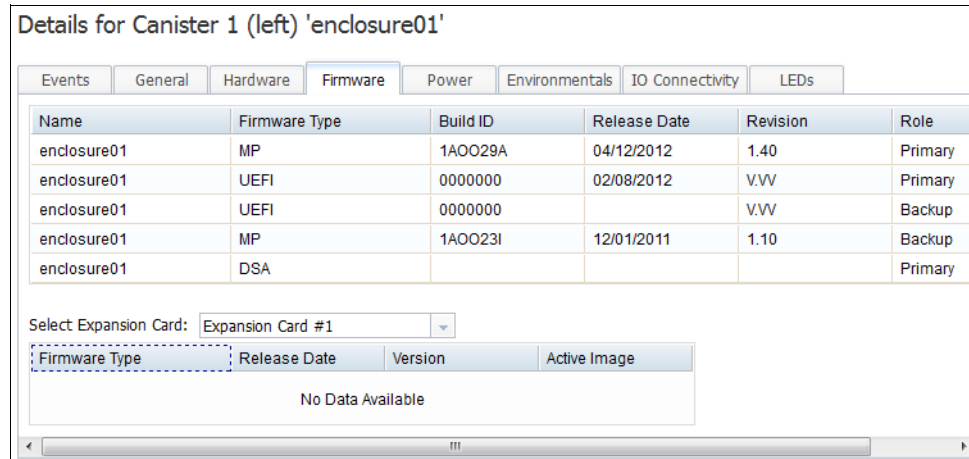 Details for Canister 1 (left) 'enclosure01'
Events General Hardware Firmware Power Environmentals IO Connectivity LEDs
Name Firmware Type Build ID Release Date Revision Role
enclosure01 MP 1AOO29A 04/12/2012 1.40 Primary
enclosure01 UEFI 0000000 02/08/2012 V.VV Primary
enclosure01 UEFI 0000000 V.VV Backup
enclosure01 MP 1AOO23I 12/01/2011 1.10 Backup
enclosure01 DSA Primary
Select Expansion Card: Expansion Card #1
Firmware Type Release Date Version Active Image
No Data Available